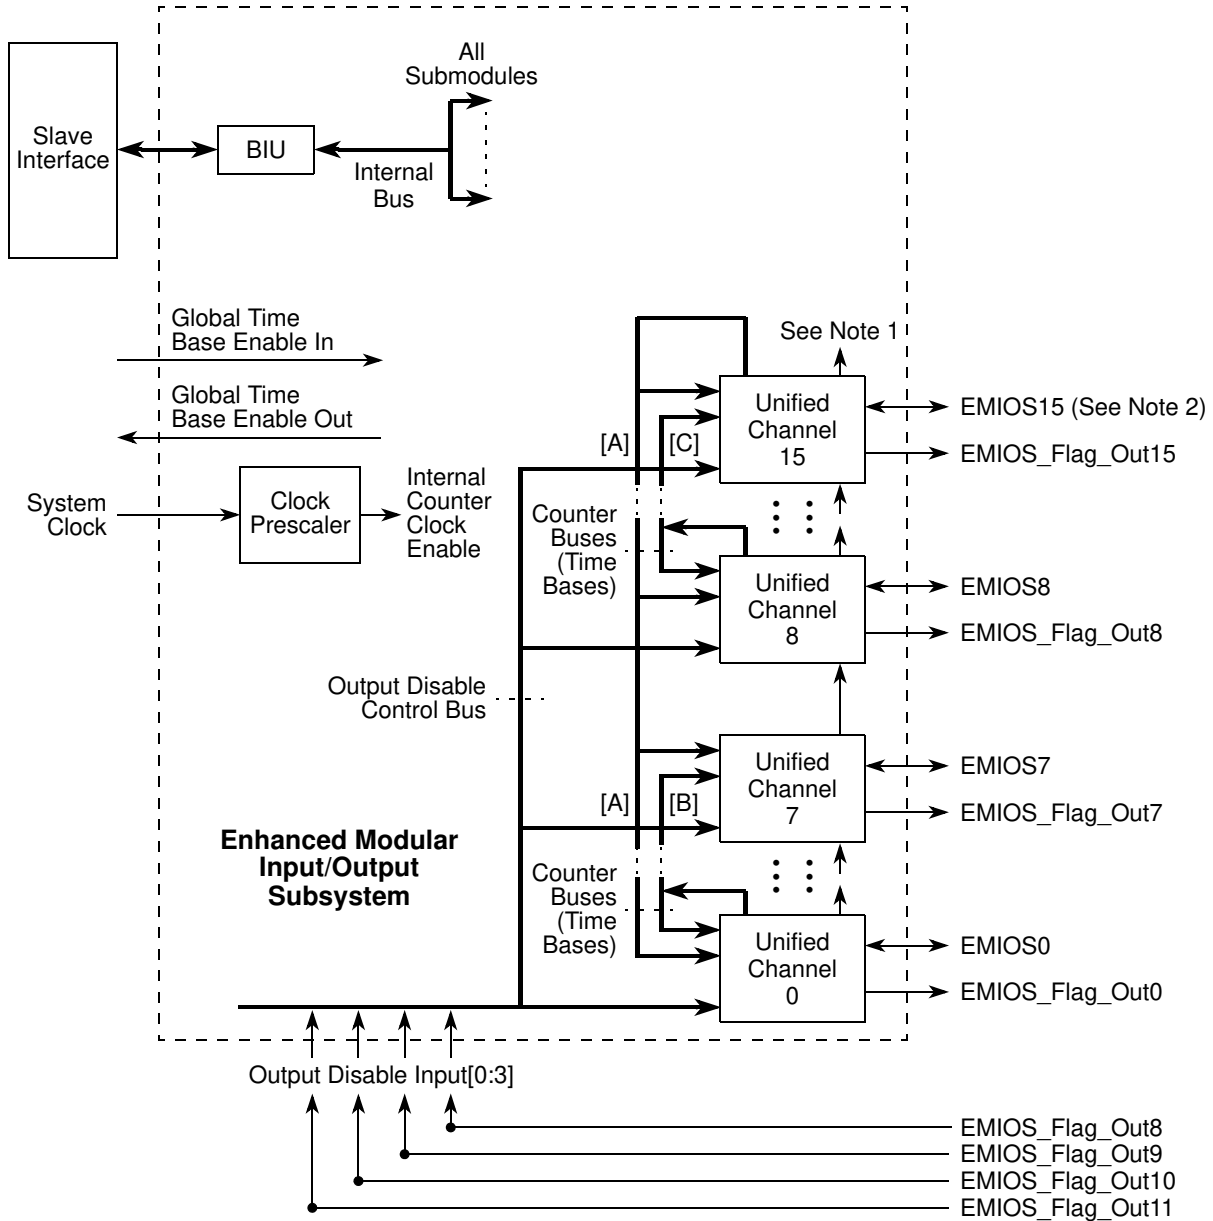 All
Submodules
Slave
Interface
BIU
Internal
Bus
Global Time
Base Enable In
Global Time
Base Enable Out
System
Clock
Clock
Prescaler
Internal
Counter
Clock
Enable
See Note 1
Unified
Channel
15
EMIOS15 (See Note 2)
EMIOS_Flag_Out15
[A]
[C]
Counter
Buses
(Time
Bases)
Unified
Channel
8
EMIOS8
EMIOS_Flag_Out8
Output Disable
Control Bus
Unified
Channel
7
EMIOS7
EMIOS_Flag_Out7
[A]
[B]
Enhanced Modular
Input/Output
Subsystem
Counter
Buses
(Time
Bases)
Unified
Channel
0
EMIOS0
EMIOS_Flag_Out0
Output Disable Input[0:3]
EMIOS_Flag_Out8
EMIOS_Flag_Out9
EMIOS_Flag_Out10
EMIOS_Flag_Out11